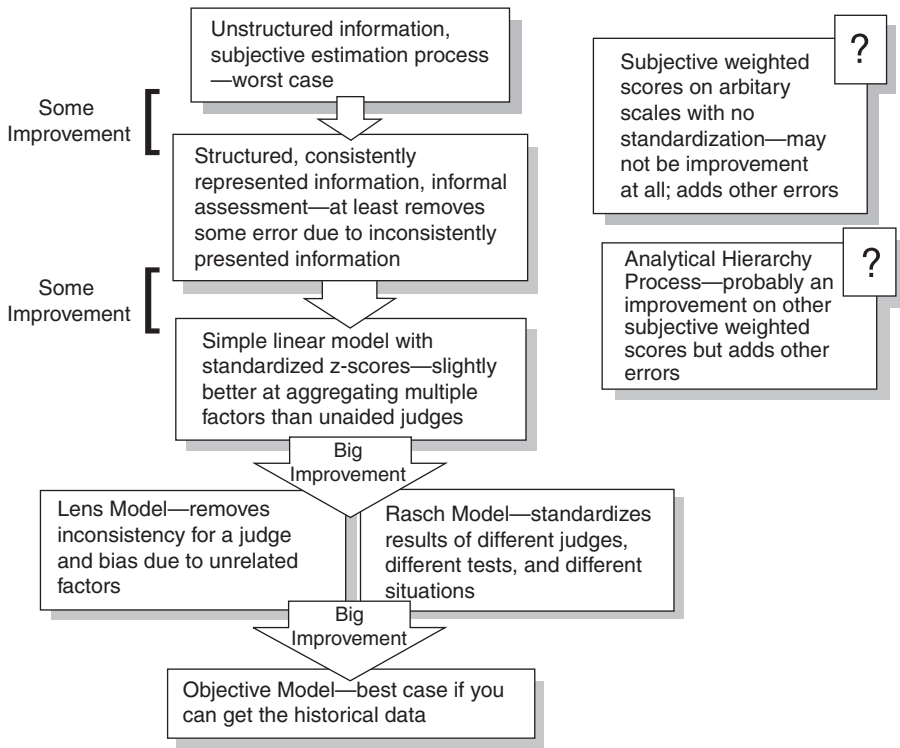 Unstructured information,
subjective estimation process
—worst case
Some
Improvement
Structured, consistently
represented information, informal
assessment—at least removes
some error due to inconsistently
presented information
Some
Improvement
Simple linear model with
standardized z-scores—slightly
better at aggregating multiple
factors than unaided judges
Big
Improvement
Lens Model—removes
inconsistency for a judge
and bias due to unrelated
factors
Rasch Model—standardizes
results of different judges,
different tests, and different
situations
Big
Improvement
Objective Model—best case if you
can get the historical data
?
Subjective weighted
scores on arbitary
scales with no
standardization—may
not be improvement
at all; adds other errors
?
Analytical Hierarchy
Process—probably an
improvement on other
subjective weighted
scores but adds other
errors